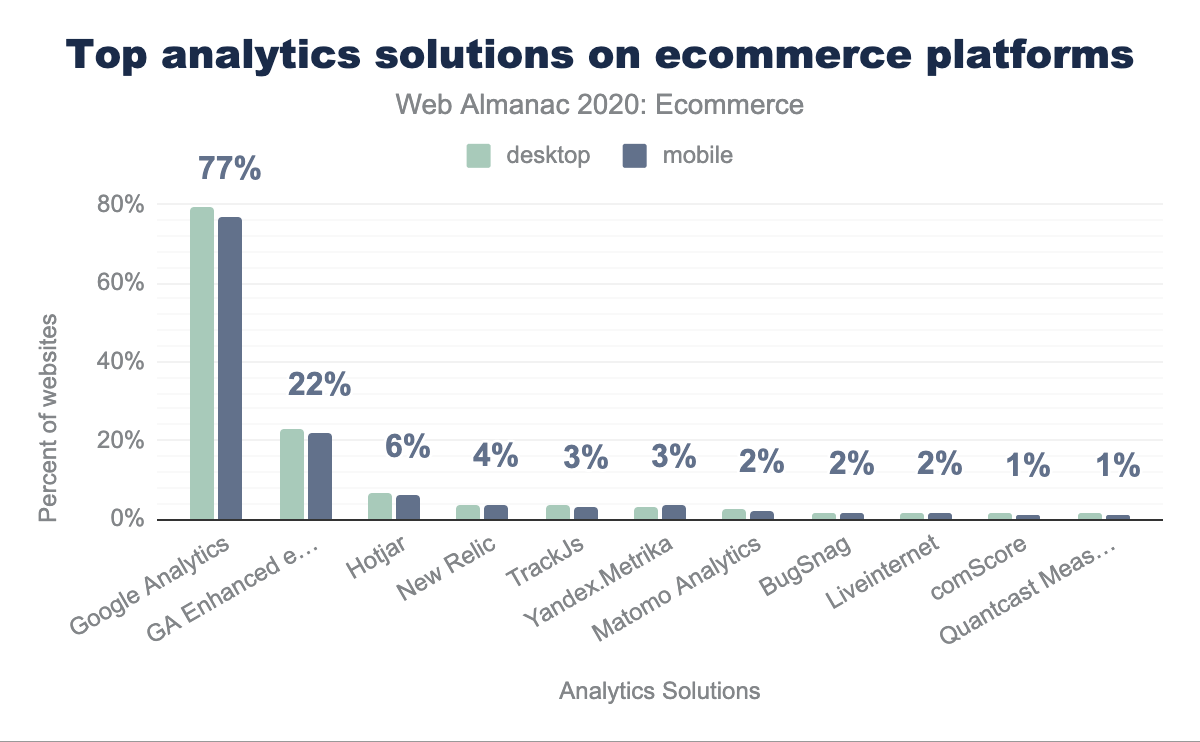 Top analytics solutions on ecommerce platforms
Web Almanac 2020: Ecommerce
desktop
mobile
77%
22%
6%
4%
3%
3%
2%
2%
2%
1%
1%
80%
60%
40%
20%
0%
Percent of websites
Google Analytics
GA Enhanced e…
Hotjar
New Relic
TrackJs
Yandex.Metrika
Matomo Analytics
BugSnag
Liveinternet
comScore
Quantcast Meas…
Analytics Solutions